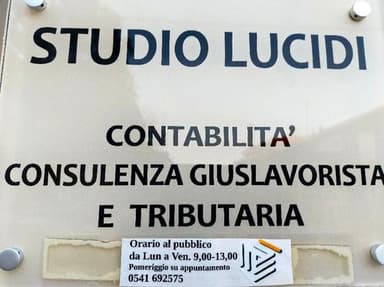 STUDIO LUCIDI
CONTABILITA'
CONSULENZA GIUSLAVORISTA
E TRIBUTARIA
Orario al pubblico
da Lun a Ven. 9,00-13,00
Pomeriggio su appuntamento
0541 692575